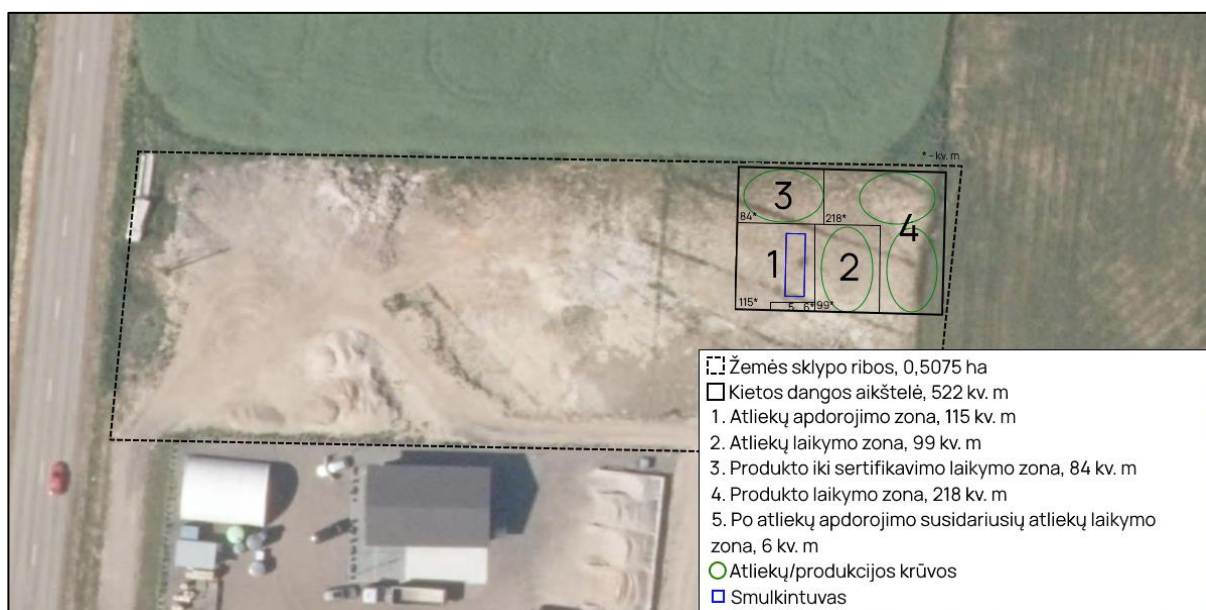 * - kv. m
3
84*
218*
4
1
2
115*
5. 6*
99*
Žemės sklypo ribos, 0,5075 ha
Kietos dangos aikštelė, 522 kv. m
1. Atliekų apdorojimo zona, 115 kv. m
2. Atliekų laikymo zona, 99 kv. m
3. Produkto iki sertifikavimo laikymo zona, 84 kv. m
4. Produkto laikymo zona, 218 kv. m
5. Po atliekų apdorojimo susidariusių atliekų laikymo
zona, 6 kv. m
Atliekų/produkcijos krūvos
Smulkintuvas